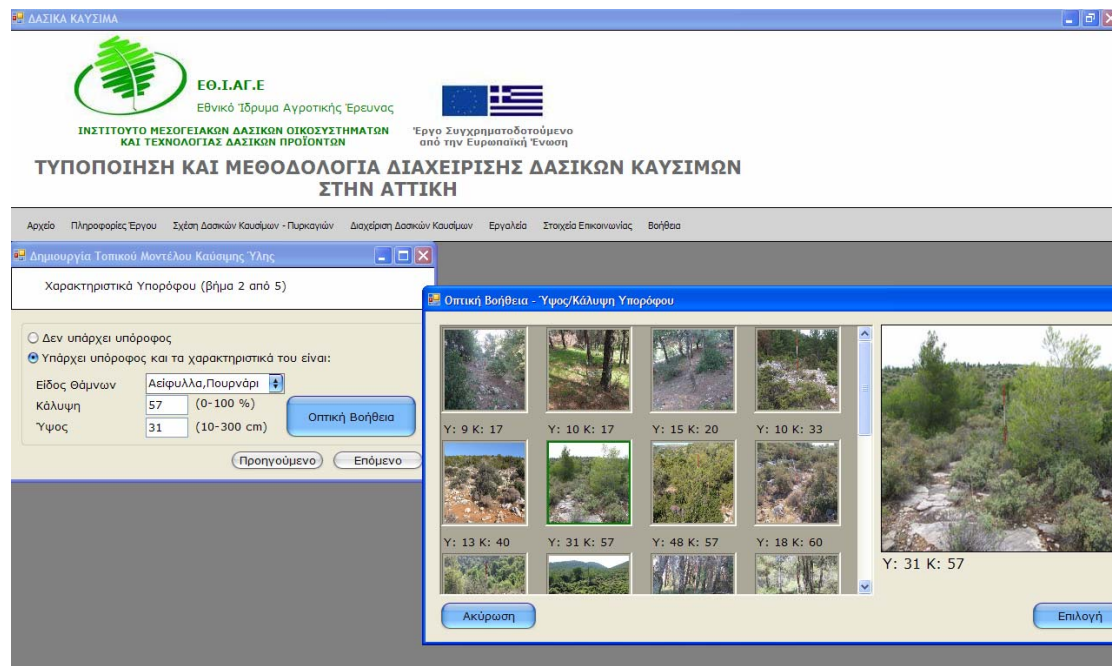 ΔΑΣΙΚΑ ΚΑΥΣΙΜΑ
ΕΘ.Ι.ΑΓ.Ε
Εθνικό Ίδρυμα Αγροτικής Έρευνας
ΙΝΣΤΙΤΟΥΤΟ ΜΕΣΟΓΕΙΑΚΩΝ ΔΑΣΙΚΩΝ ΟΙΚΟΣΥΣΤΗΜΑΤΩΝ
ΚΑΙ ΤΕΧΝΟΛΟΓΙΑΣ ΔΑΣΙΚΩΝ ΠΡΟΪΟΝΤΩΝ
Έργο Συγχρηματοδοτούμενο
από την Ευρωπαϊκή Ένωση
ΤΥΠΟΠΟΙΗΣΗ ΚΑΙ ΜΕΘΟΔΟΛΟΓΙΑ ΔΙΑΧΕΙΡΙΣΗΣ ΔΑΣΙΚΩΝ ΚΑΥΣΙΜΩΝ
ΣΤΗΝ ΑΤΤΙΚΗ
Αρχείο Πληροφορίες Έργου Σχέση Δασικών Καυσίμων - Πυρκαγιών Διαχείριση Δασικών Καυσίμων Εργαλεία Στοιχεία Επικοινωνίας Βοήθεια
Δημιουργία Τοπικού Μοντέλου Καύσιμης Ύλης
Χαρακτηριστικά Υπορόφου (βήμα 2 από 5)
Δεν υπάρχει υπόροφος
Υπάρχει υπόροφος και τα χαρακτηριστικά του είναι:
Είδος Θάμνων Αείφυλλα,Πουρνάρι
Κάλυψη 57 (0-100 %)
Ύψος 31 (10-300 cm)
Οπτική Βοήθεια
Προηγούμενο Επόμενο
Οπτική Βοήθεια - Ύψος/Κάλυψη Υπορόφου
Υ: 9 Κ: 17 Υ: 10 Κ: 17 Υ: 15 Κ: 20 Υ: 10 Κ: 33
Υ: 13 Κ: 40 Υ: 31 Κ: 57 Υ: 48 Κ: 57 Υ: 18 Κ: 60
Υ: 31 Κ: 57
Ακύρωση Επιλογή